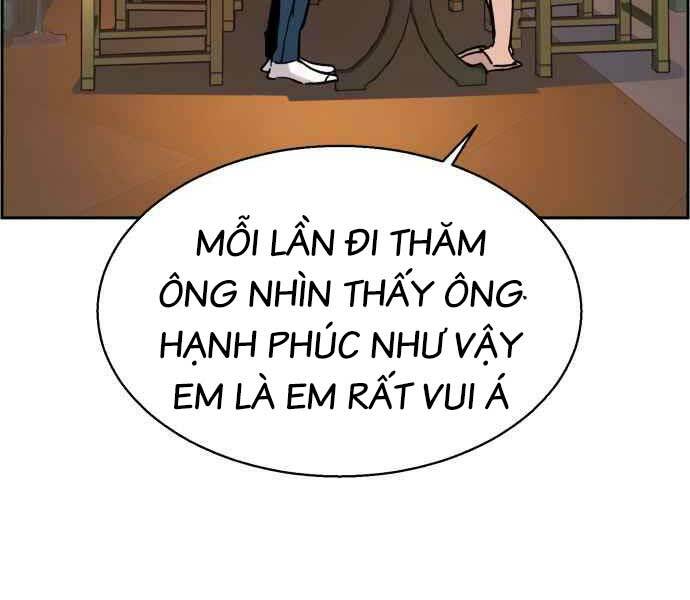 MỖI LẦN ĐI THĂM
ÔNG NHÌN THẤY ÔNG
HẠNH PHÚC NHƯ VẬY
EM LÀ EM RẤT VUI Á